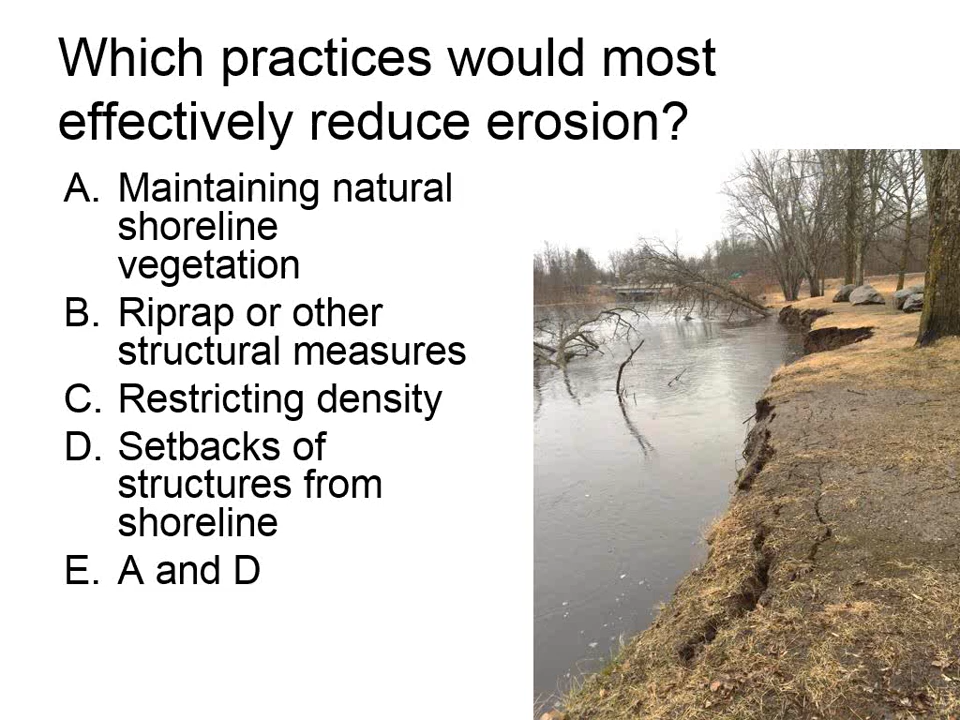 Which practices would most
effectively reduce erosion?
A. Maintaining natural
shoreline
vegetation
B. Riprap or other
structural measures
C. Restricting density
D. Setbacks of
structures from
shoreline
E. A and D